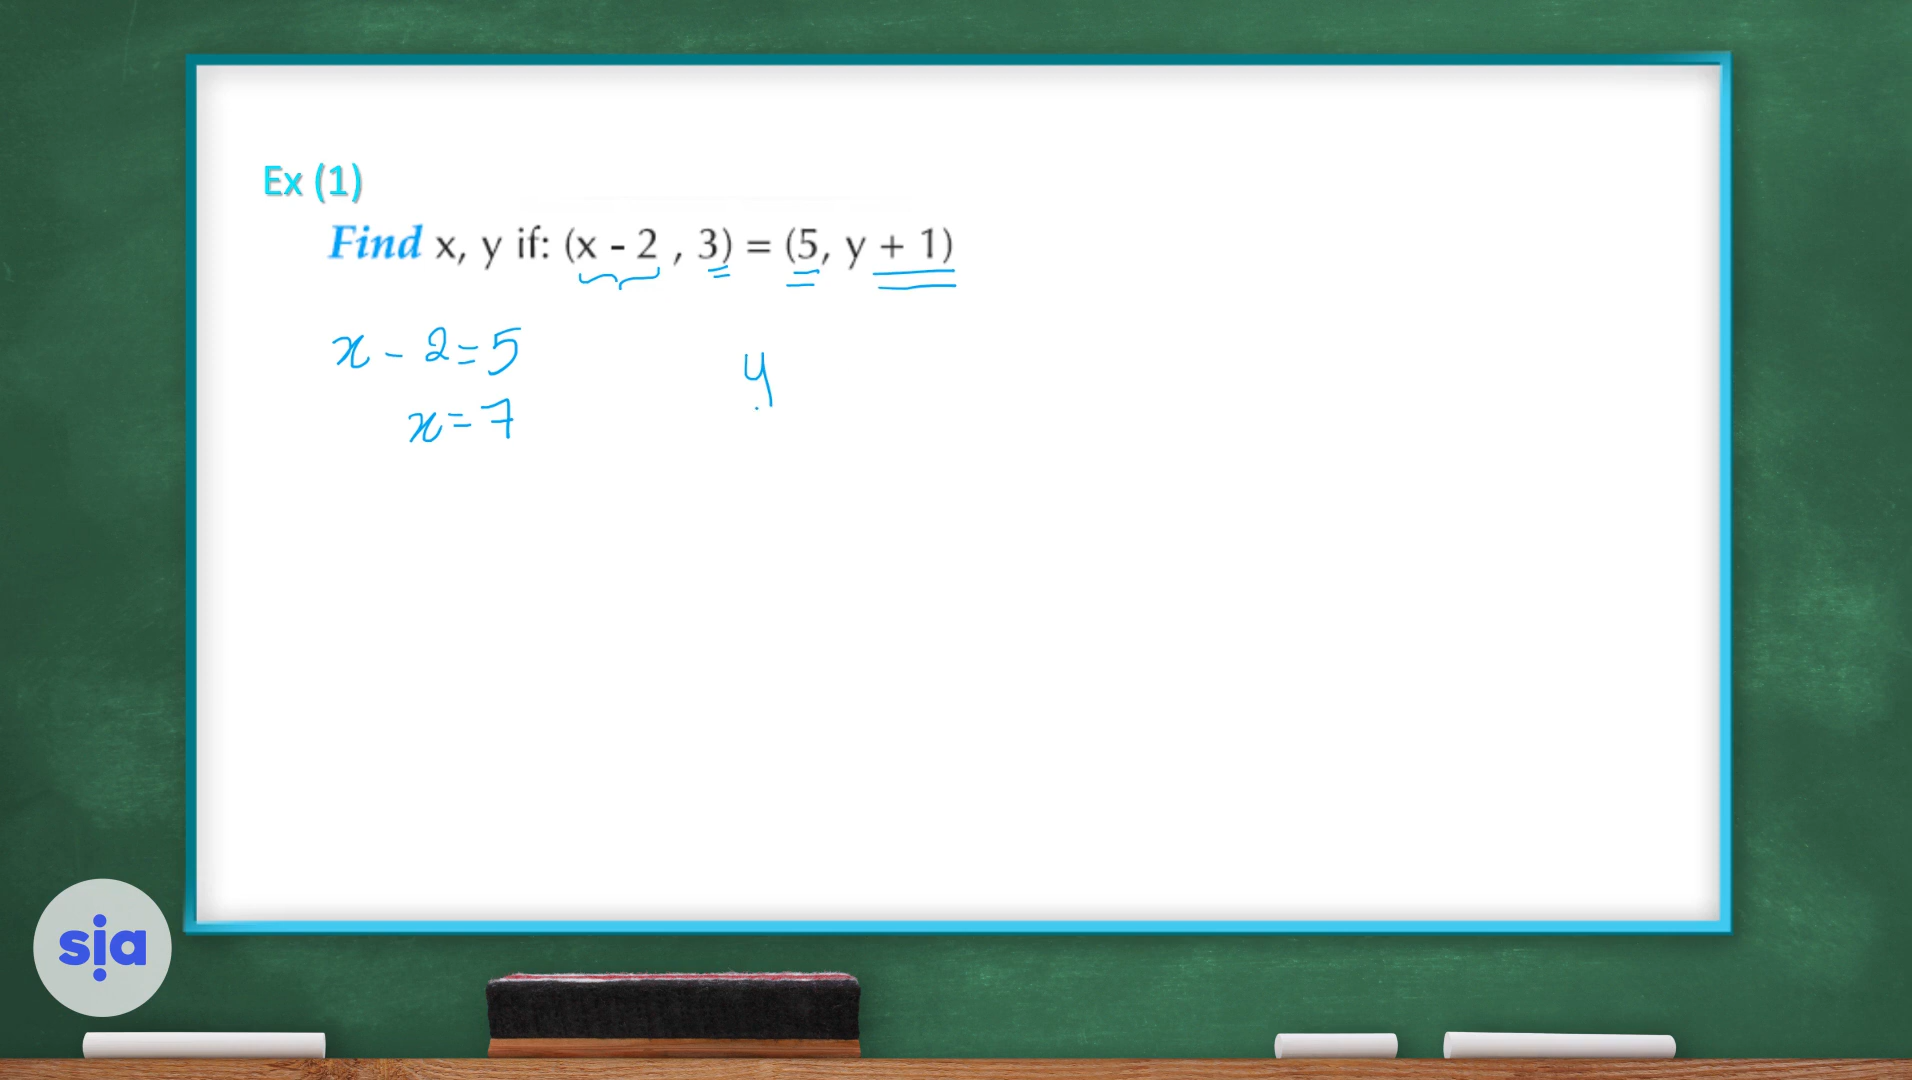 Ex (1)
Find x, y if: (x - 2 , 3) = (5, y + 1)
x - 2 = 5
y
x = 7
sia